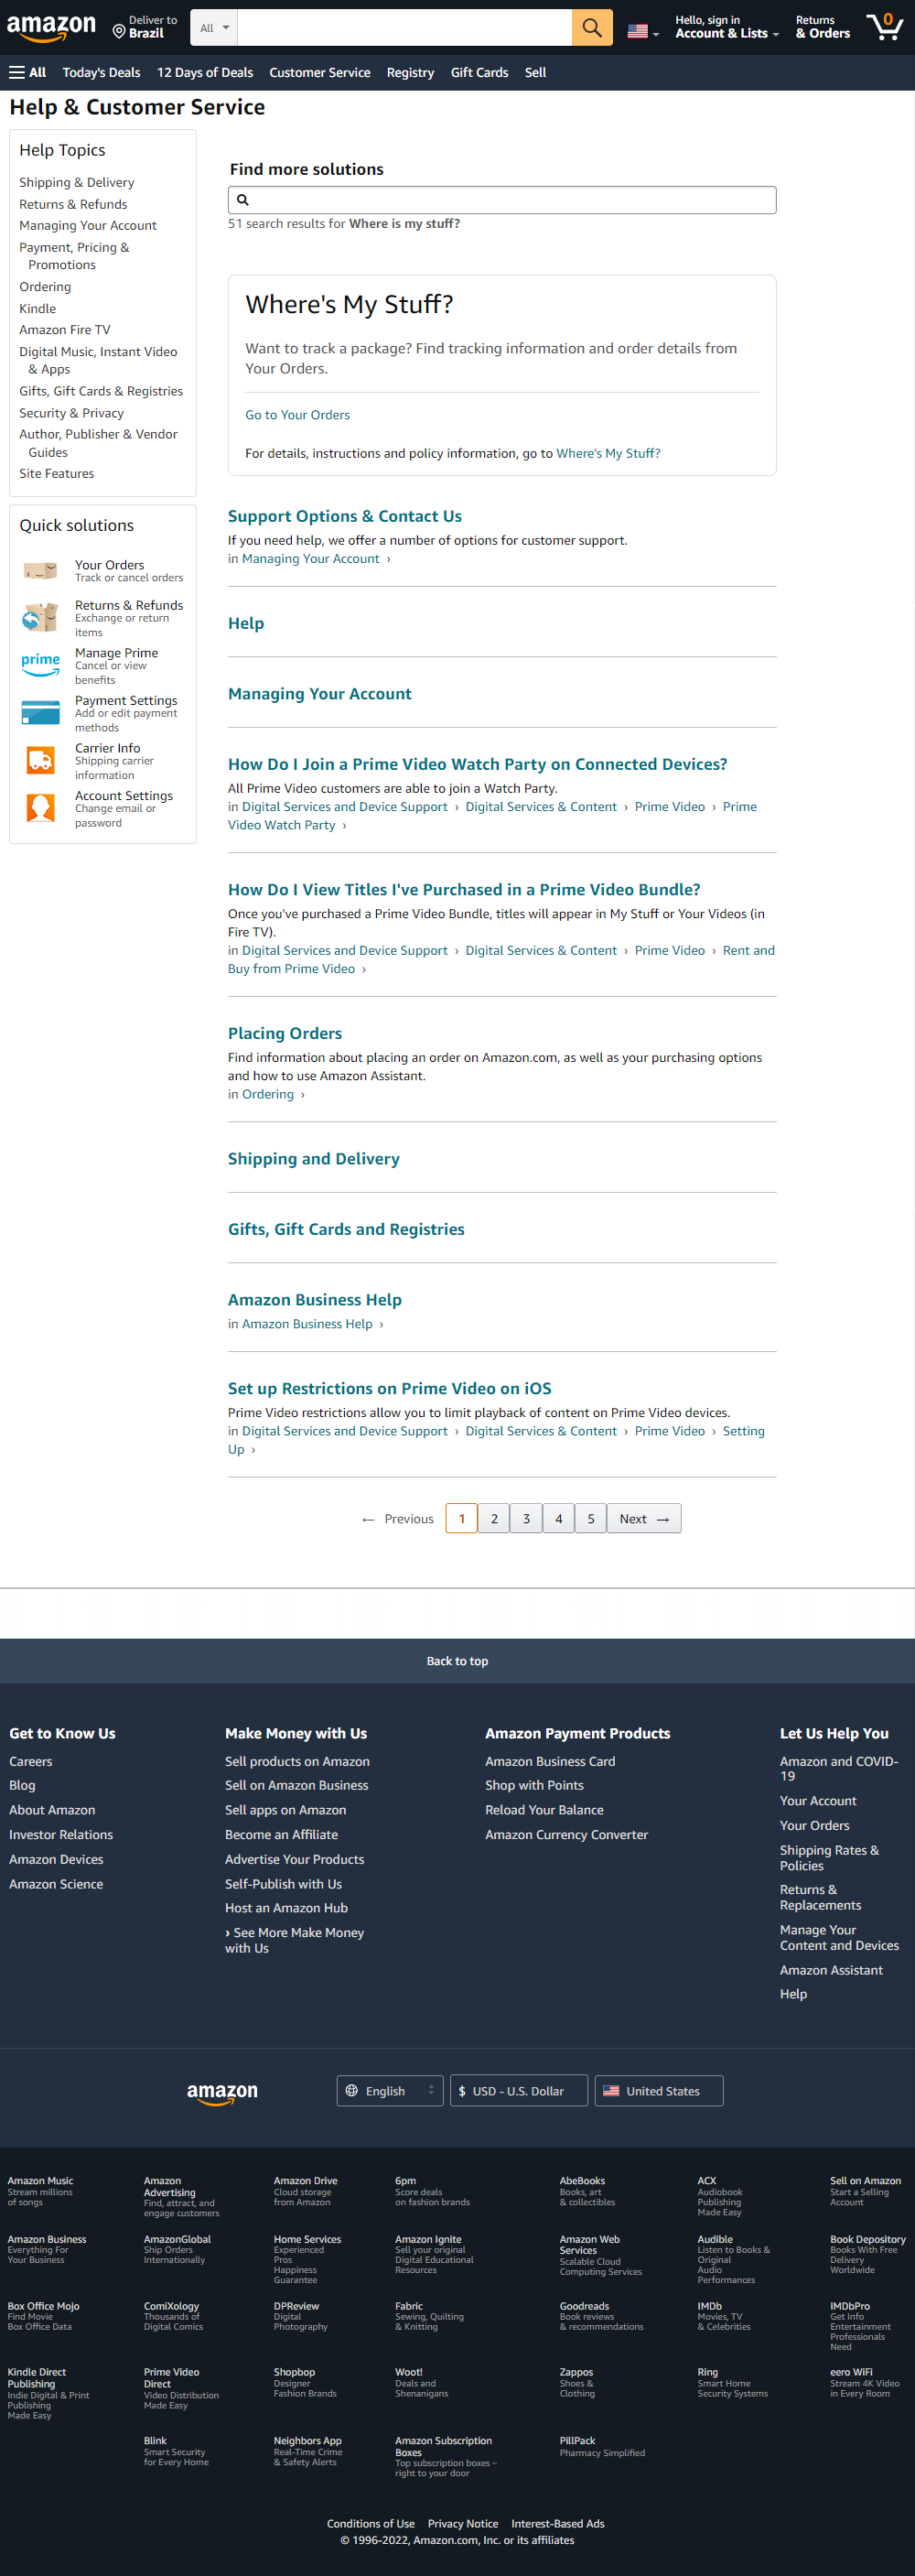 amazon
Deliver to
Brazil
All
Hello, sign in
Account & Lists
Returns
& Orders
0
All Today's Deals 12 Days of Deals Customer Service Registry Gift Cards Sell
Help & Customer Service
Help Topics
Shipping & Delivery
Returns & Refunds
Managing Your Account
Payment, Pricing &
Promotions
Ordering
Kindle
Amazon Fire TV
Digital Music, Instant Video
& Apps
Gifts, Gift Cards & Registries
Security & Privacy
Author, Publisher & Vendor
Guides
Site Features
Quick solutions
Your Orders
Track or cancel orders
Returns & Refunds
Exchange or return
items
prime
Manage Prime
Cancel or view
benefits
Payment Settings
Add or edit payment
methods
Carrier Info
Shipping carrier
information
Account Settings
Change email or
password
Find more solutions
51 search results for Where is my stuff?
Where's My Stuff?
Want to track a package? Find tracking information and order details from
Your Orders.
Go to Your Orders
For details, instructions and policy information, go to Where's My Stuff?
Support Options & Contact Us
If you need help, we offer a number of options for customer support.
in Managing Your Account ›
Help
Managing Your Account
How Do I Join a Prime Video Watch Party on Connected Devices?
All Prime Video customers are able to join a Watch Party.
in Digital Services and Device Support › Digital Services & Content › Prime Video › Prime
Video Watch Party ›
How Do I View Titles I've Purchased in a Prime Video Bundle?
Once you've purchased a Prime Video Bundle, titles will appear in My Stuff or Your Videos (in
Fire TV).
in Digital Services and Device Support › Digital Services & Content › Prime Video › Rent and
Buy from Prime Video ›
Placing Orders
Find information about placing an order on Amazon.com, as well as your purchasing options
and how to use Amazon Assistant.
in Ordering ›
Shipping and Delivery
Gifts, Gift Cards and Registries
Amazon Business Help
in Amazon Business Help ›
Set up Restrictions on Prime Video on iOS
Prime Video restrictions allow you to limit playback of content on Prime Video devices.
in Digital Services and Device Support › Digital Services & Content › Prime Video › Setting
Up ›
← Previous 1 2 3 4 5 Next →
Back to top
Get to Know Us
Careers
Blog
About Amazon
Investor Relations
Amazon Devices
Amazon Science
Make Money with Us
Sell products on Amazon
Sell on Amazon Business
Sell apps on Amazon
Become an Affiliate
Advertise Your Products
Self-Publish with Us
Host an Amazon Hub
› See More Make Money
with Us
Amazon Payment Products
Amazon Business Card
Shop with Points
Reload Your Balance
Amazon Currency Converter
Let Us Help You
Amazon and COVID-
19
Your Account
Your Orders
Shipping Rates &
Policies
Returns &
Replacements
Manage Your
Content and Devices
Amazon Assistant
Help
amazon
English
$ USD - U.S. Dollar
United States
Amazon Music
Stream millions
of songs
Amazon
Advertising
Find, attract, and
engage customers
Amazon Drive
Cloud storage
from Amazon
6pm
Score deals
on fashion brands
AbeBooks
Books, art
& collectibles
ACX
Audiobook
Publishing
Made Easy
Sell on Amazon
Start a Selling
Account
Amazon Business
Everything For
Your Business
AmazonGlobal
Ship Orders
Internationally
Home Services
Experienced
Pros
Happiness
Guarantee
Amazon Ignite
Sell your original
Digital Educational
Resources
Amazon Web
Services
Scalable Cloud
Computing Services
Audible
Listen to Books &
Original
Audio
Performances
Book Depository
Books With Free
Delivery
Worldwide
Box Office Mojo
Find Movie
Box Office Data
ComiXology
Thousands of
Digital Comics
DPReview
Digital
Photography
Fabric
Sewing, Quilting
& Knitting
Goodreads
Book reviews
& recommendations
IMDb
Movies, TV
& Celebrities
IMDbPro
Get Info
Entertainment
Professionals
Need
Kindle Direct
Publishing
Indie Digital & Print
Publishing
Made Easy
Prime Video
Direct
Video Distribution
Made Easy
Shopbop
Designer
Fashion Brands
Woot!
Deals and
Shenanigans
Zappos
Shoes &
Clothing
Ring
Smart Home
Security Systems
eero WiFi
Stream 4K Video
in Every Room
Blink
Smart Security
for Every Home
Neighbors App
Real-Time Crime
& Safety Alerts
Amazon Subscription
Boxes
Top subscription boxes –
right to your door
PillPack
Pharmacy Simplified
Conditions of Use Privacy Notice Interest-Based Ads
© 1996-2022, Amazon.com, Inc. or its affiliates